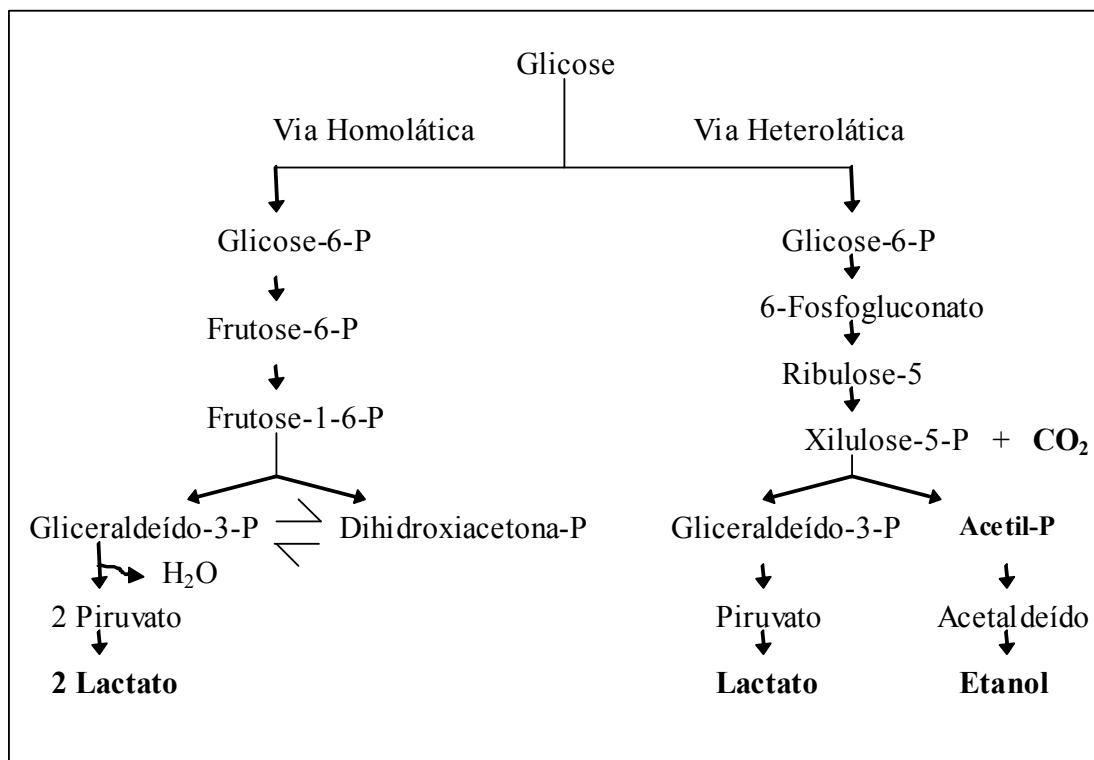 Glicose
Via Homolática
Via Heterolática
Glicose-6-P
Glicose-6-P
6-Fosfogluconato
Frutose-6-P
Ribulose-5
Frutose-1-6-P
Xilulose-5-P + CO₂
Gliceraldeído-3-P
Dihidroxiacetona-P
Gliceraldeído-3-P
Acetil-P
H₂O
2 Piruvato
Piruvato
Acetaldeído
2 Lactato
Lactato
Etanol